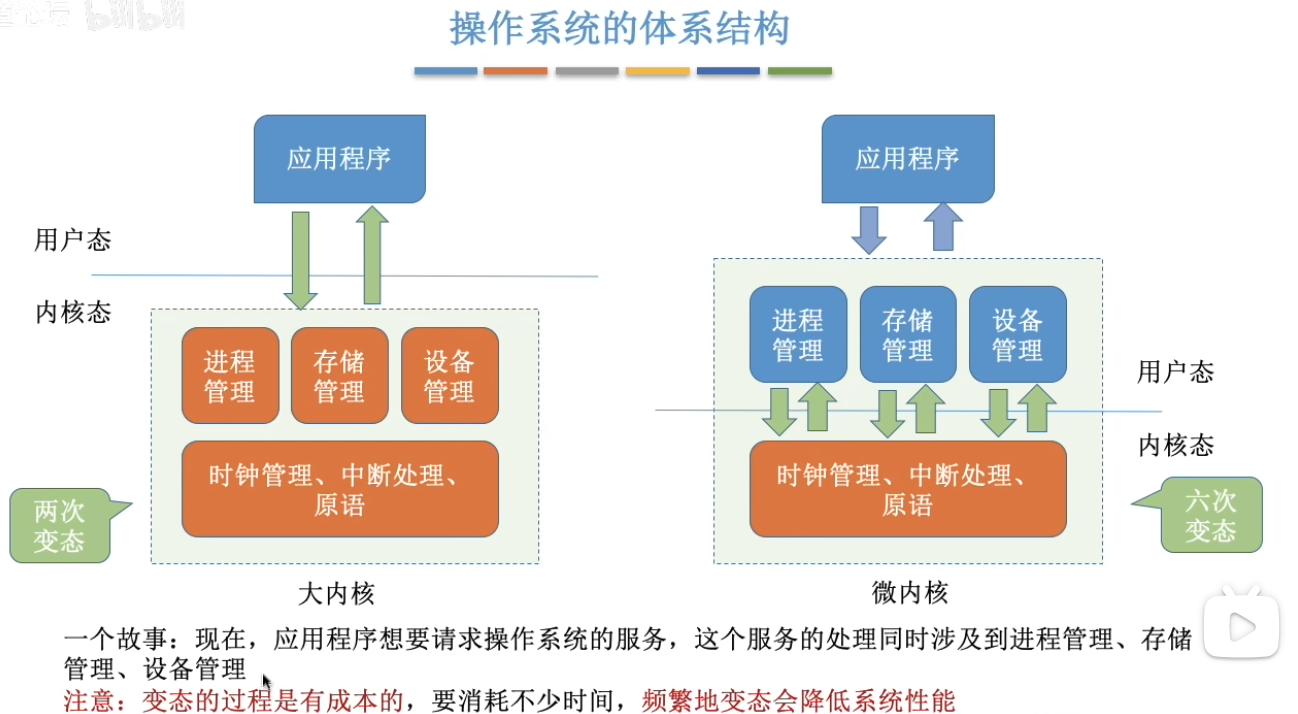 bilibili
操作系统的体系结构
应用程序
用户态
内核态
进程
管理
存储
管理
设备
管理
时钟管理、中断处理、
原语
两次
变态
大内核
应用程序
进程
管理
存储
管理
设备
管理
用户态
内核态
时钟管理、中断处理、
原语
六次
变态
微内核
一个故事：现在，应用程序想要请求操作系统的服务，这个服务的处理同时涉及到进程管理、存储
管理、设备管理
注意：变态的过程是有成本的，要消耗不少时间，频繁地变态会降低系统性能